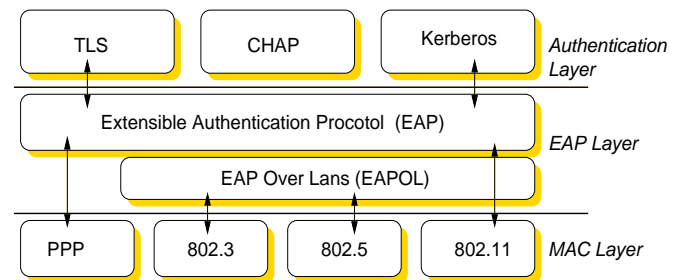 TLS
CHAP
Kerberos
Authentication
Layer
Extensible Authentication Procotol (EAP)
EAP Layer
EAP Over Lans (EAPOL)
PPP
802.3
802.5
802.11
MAC Layer